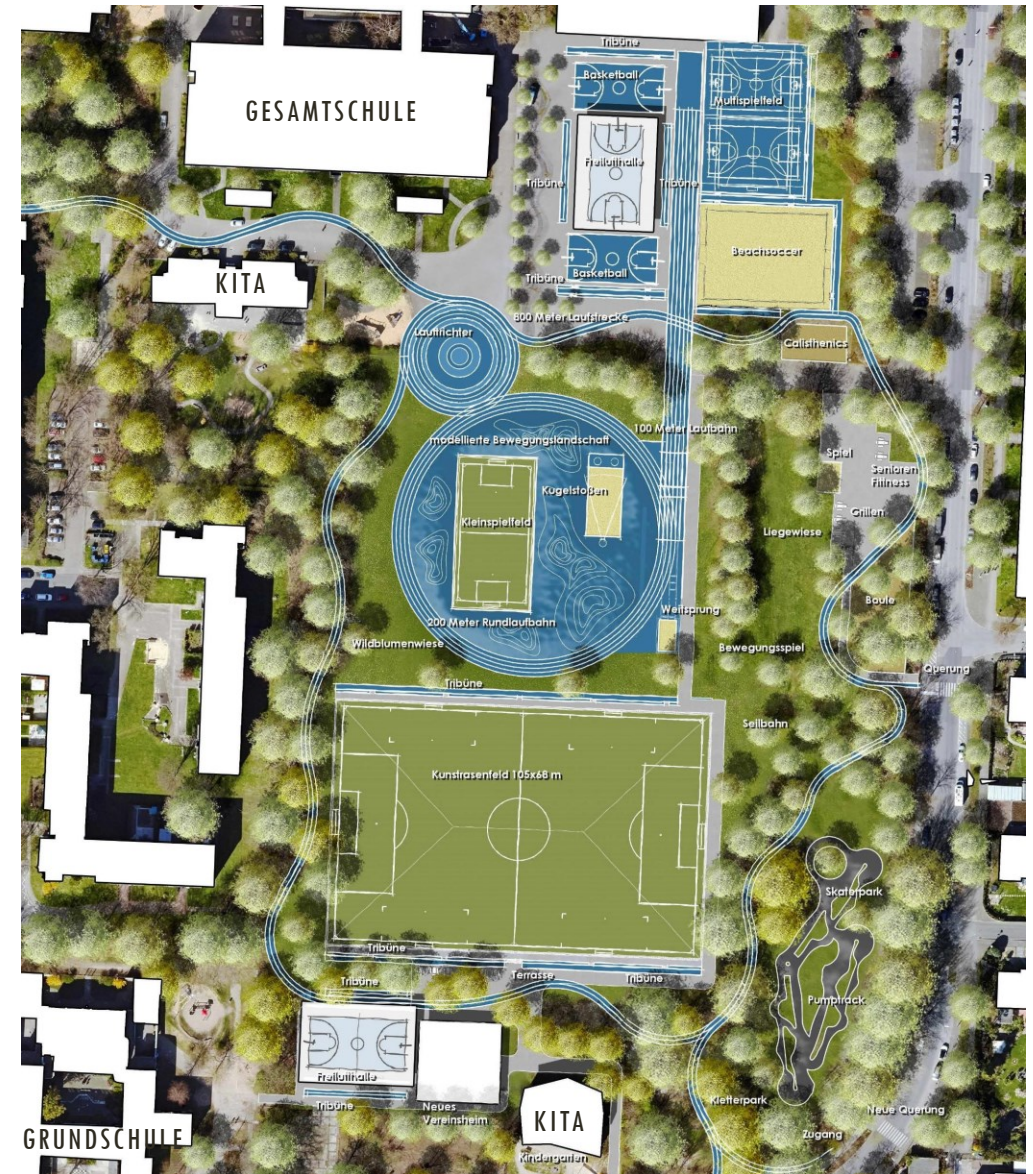 Tribüne
GESAMTSCHULE
Basketball
Multispielfeld
Freilufthalle
Tribüne
Tribüne
Beachsoccer
KITA
Tribüne
Basketball
800 Meter Laufstrecke
Lauftrichter
Calisthenics
100 Meter Laufbahn
modellierte Bewegungslandschaft
Spiel
Senioren
Fitness
Kugelstoßen
Grillen
Kleinspielfeld
Liegewiese
Boule
Weitsprung
200 Meter Rundlaufbahn
Wildblumenwiese
Bewegungsspiel
Querung
Tribüne
Seilbahn
Kunstrasenfeld 105x68 m
Skaterpark
Tribüne
Tribüne
Terrasse
Tribüne
Pumptrack
Freilufthalle
Tribüne
Neues
Vereinsheim
KITA
Kindergarten
Kletterpark
Neue Querung
Zugang
GRUNDSCHULE